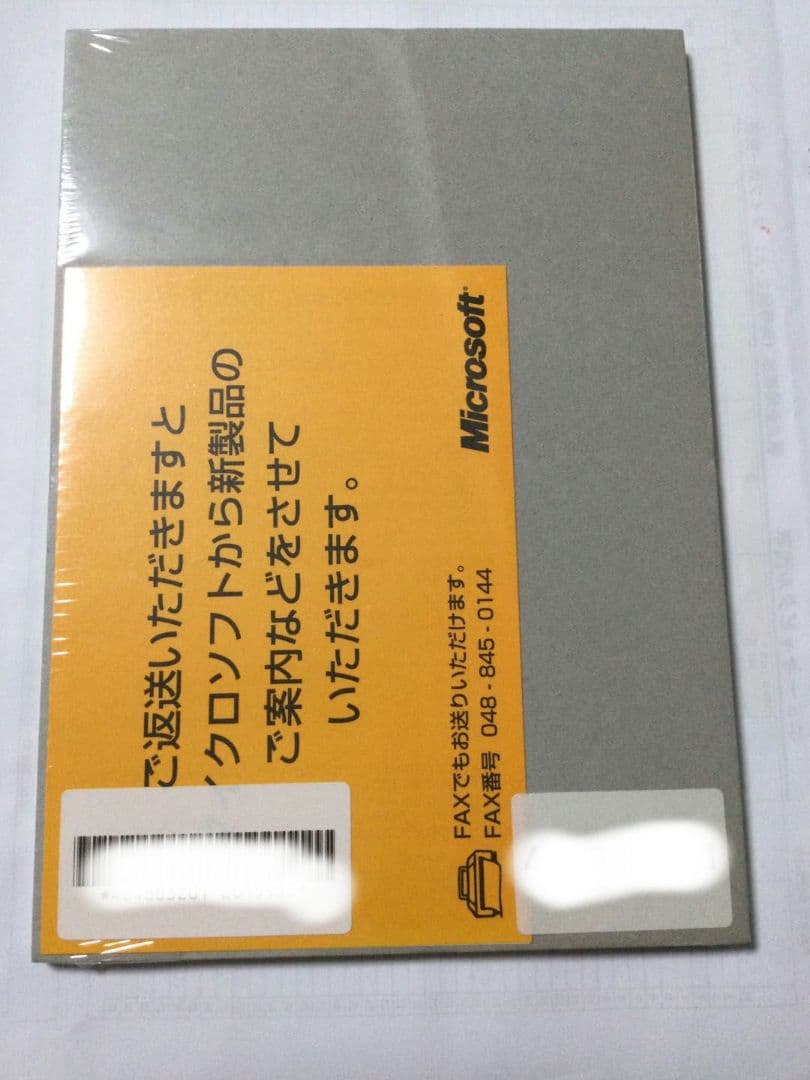 ご返送いただきますと
イクロソフトから新製品の
ご案内などをさせて
いただきます。
FAXでもお送りいただけます。
FAX番号 048-845-0144
Microsoft